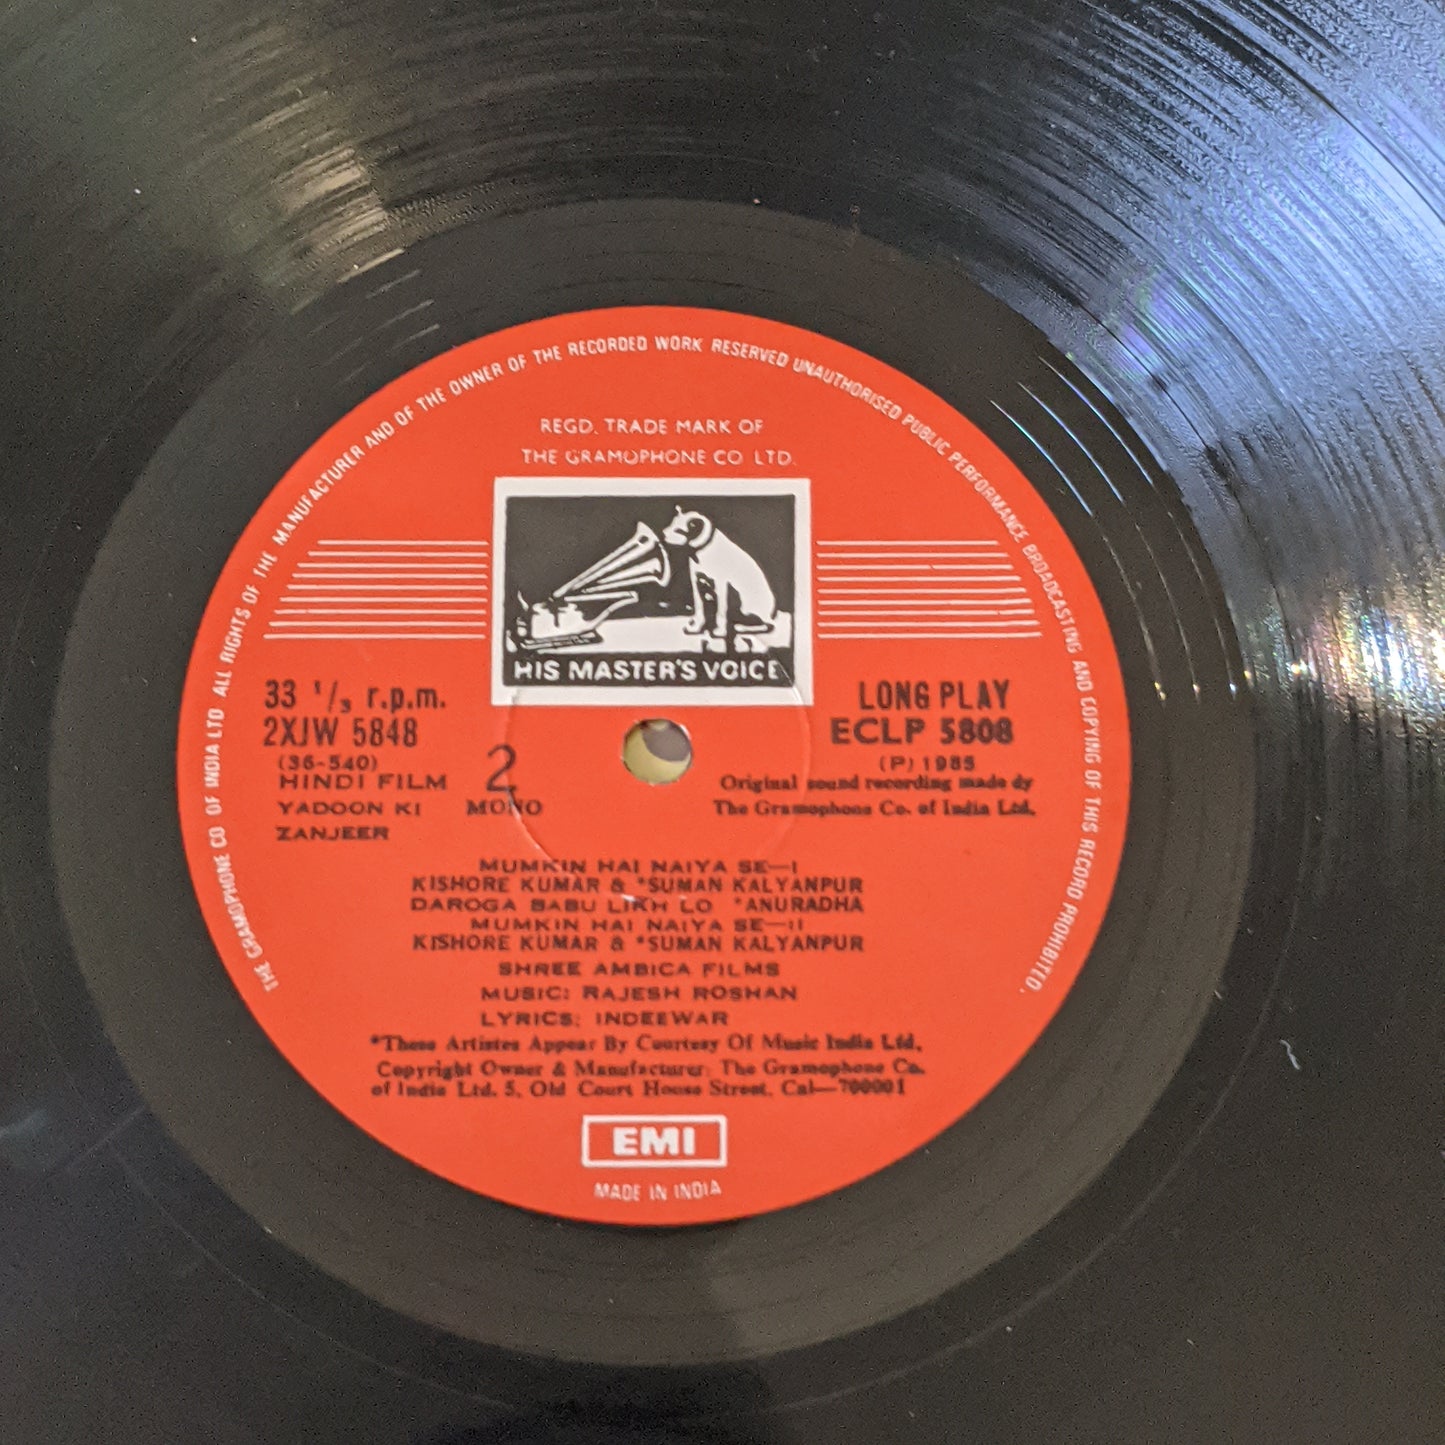 THE GRAMOPHONE CO OF INDIA LTD ALL RIGHTS OF THE MANUFACTURER AND OF THE OWNER OF THE RECORDED WORK RESERVED UNAUTHORISED PUBLIC PERFORMANCE BROADCASTING AND COPYING OF THIS RECORD PROHIBITED.
REGD. TRADE MARK OF
THE GRAMOPHONE CO LTD.
HIS MASTER'S VOICE
33 1/3 r.p.m.
2XJW 5848
(36-540)
HINDI FILM
YADOON KI
ZANJEER
2
MONO
LONG PLAY
ECLP 5808
(P) 1985
Original sound recording made dy
The Gramophone Co. of India Ltd.
MUMKIN HAI NAIYA SE—I
KISHORE KUMAR & *SUMAN KALYANPUR
DAROGA BABU LIKH LO *ANURADHA
MUMKIN HAI NAIYA SE—II
KISHORE KUMAR & *SUMAN KALYANPUR
SHREE AMBICA FILMS
MUSIC: RAJESH ROSHAN
LYRICS: INDEEWAR
*These Artistes Appear By Courtesy Of Music India Ltd.
Copyright Owner & Manufacturer: The Gramophone Co.
of India Ltd. 5, Old Court House Street, Cal—700001
EMI
MADE IN INDIA